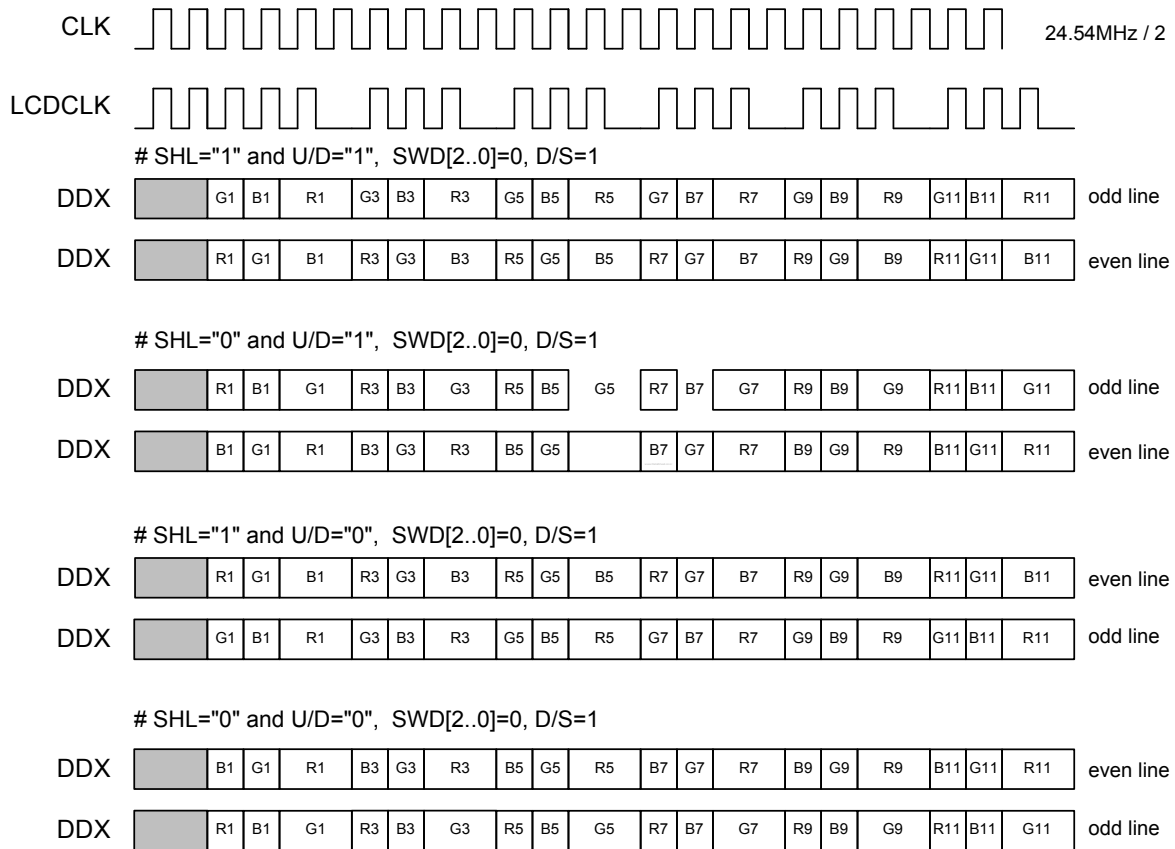 CLK 24.54MHz / 2
LCDCLK
# SHL="1" and U/D="1", SWD[2..0]=0, D/S=1
DDX G1 B1 R1 G3 B3 R3 G5 B5 R5 G7 B7 R7 G9 B9 R9 G11 B11 R11 odd line
DDX R1 G1 B1 R3 G3 B3 R5 G5 B5 R7 G7 B7 R9 G9 B9 R11 G11 B11 even line
# SHL="0" and U/D="1", SWD[2..0]=0, D/S=1
DDX R1 B1 G1 R3 B3 G3 R5 B5 G5 R7 B7 G7 R9 B9 G9 R11 B11 G11 odd line
DDX B1 G1 R1 B3 G3 R3 B5 G5 B7 G7 R7 B9 G9 R9 B11 G11 R11 even line
# SHL="1" and U/D="0", SWD[2..0]=0, D/S=1
DDX R1 G1 B1 R3 G3 B3 R5 G5 B5 R7 G7 B7 R9 G9 B9 R11 G11 B11 even line
DDX G1 B1 R1 G3 B3 R3 G5 B5 R5 G7 B7 R7 G9 B9 R9 G11 B11 R11 odd line
# SHL="0" and U/D="0", SWD[2..0]=0, D/S=1
DDX B1 G1 R1 B3 G3 R3 B5 G5 R5 B7 G7 R7 B9 G9 R9 B11 G11 R11 even line
DDX R1 B1 G1 R3 B3 G3 R5 B5 G5 R7 B7 G7 R9 B9 G9 R11 B11 G11 odd line